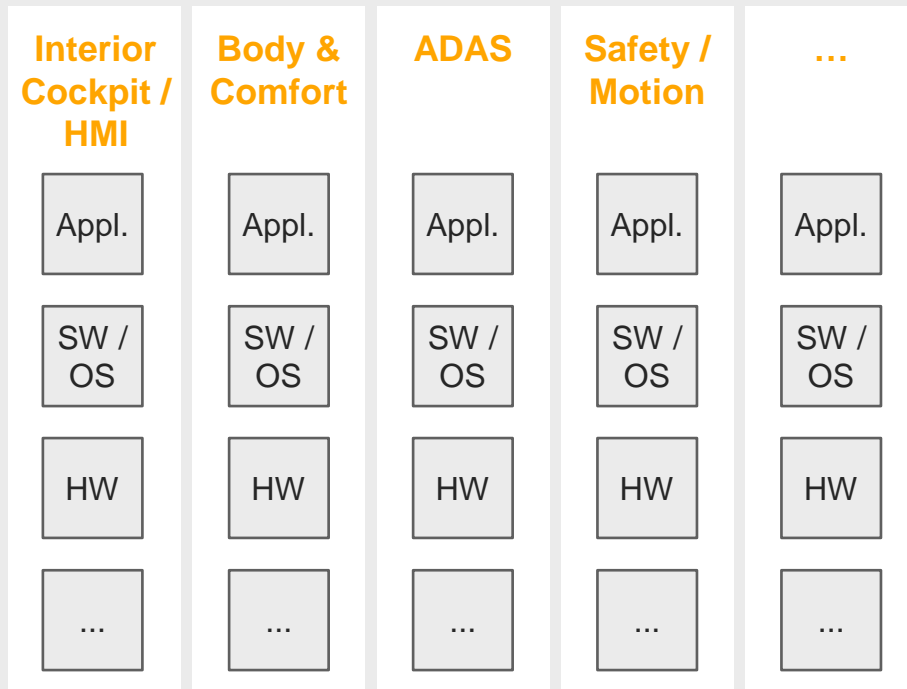 Interior
Cockpit /
HMI
Body &
Comfort
ADAS
Safety /
Motion
...
Appl.
Appl.
Appl.
Appl.
Appl.
SW /
OS
SW /
OS
SW /
OS
SW /
OS
SW /
OS
HW
HW
HW
HW
HW
...
...
...
...
...